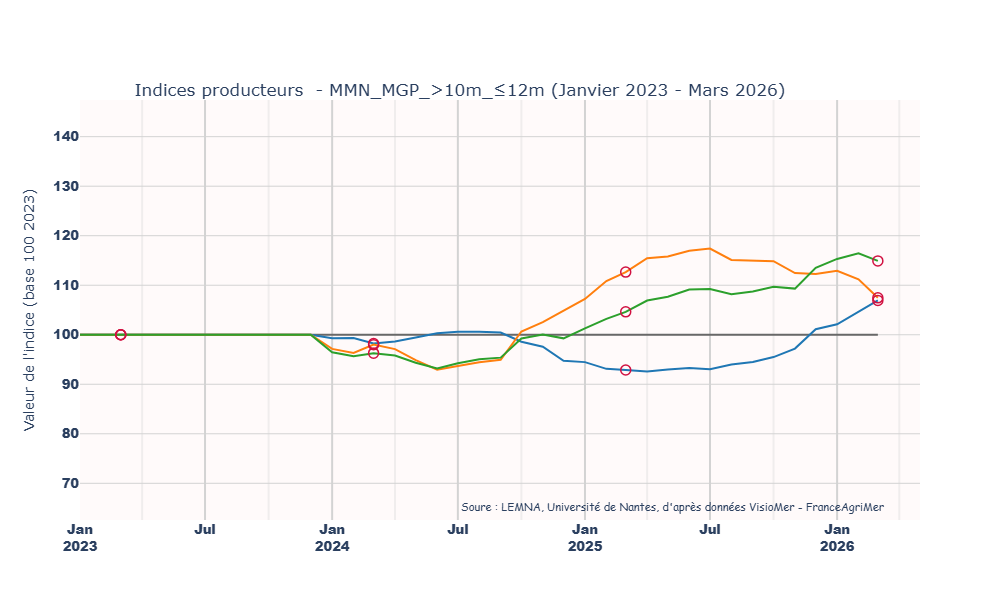 Indices producteurs - MMN_MGP_>10m_≤12m (Janvier 2023 - Mars 2026)
Valeur de l'indice (base 100 2023)
140
130
120
110
100
90
80
70
Soure : LEMNA, Université de Nantes, d'après données VisioMer - FranceAgriMer
Jan Jul Jan Jul Jan Jul Jan
2023 2024 2025 2026